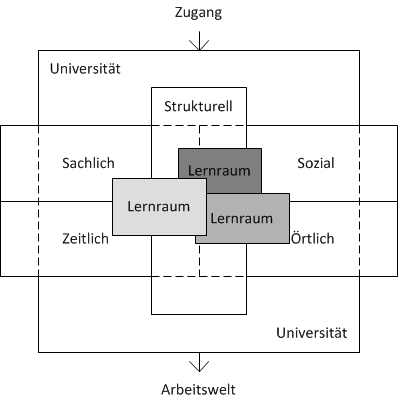 Zugang
Universität
Strukturell
Sachlich
Lernraum
Sozial
Lernraum
Lernraum
Zeitlich
Örtlich
Universität
Arbeitswelt